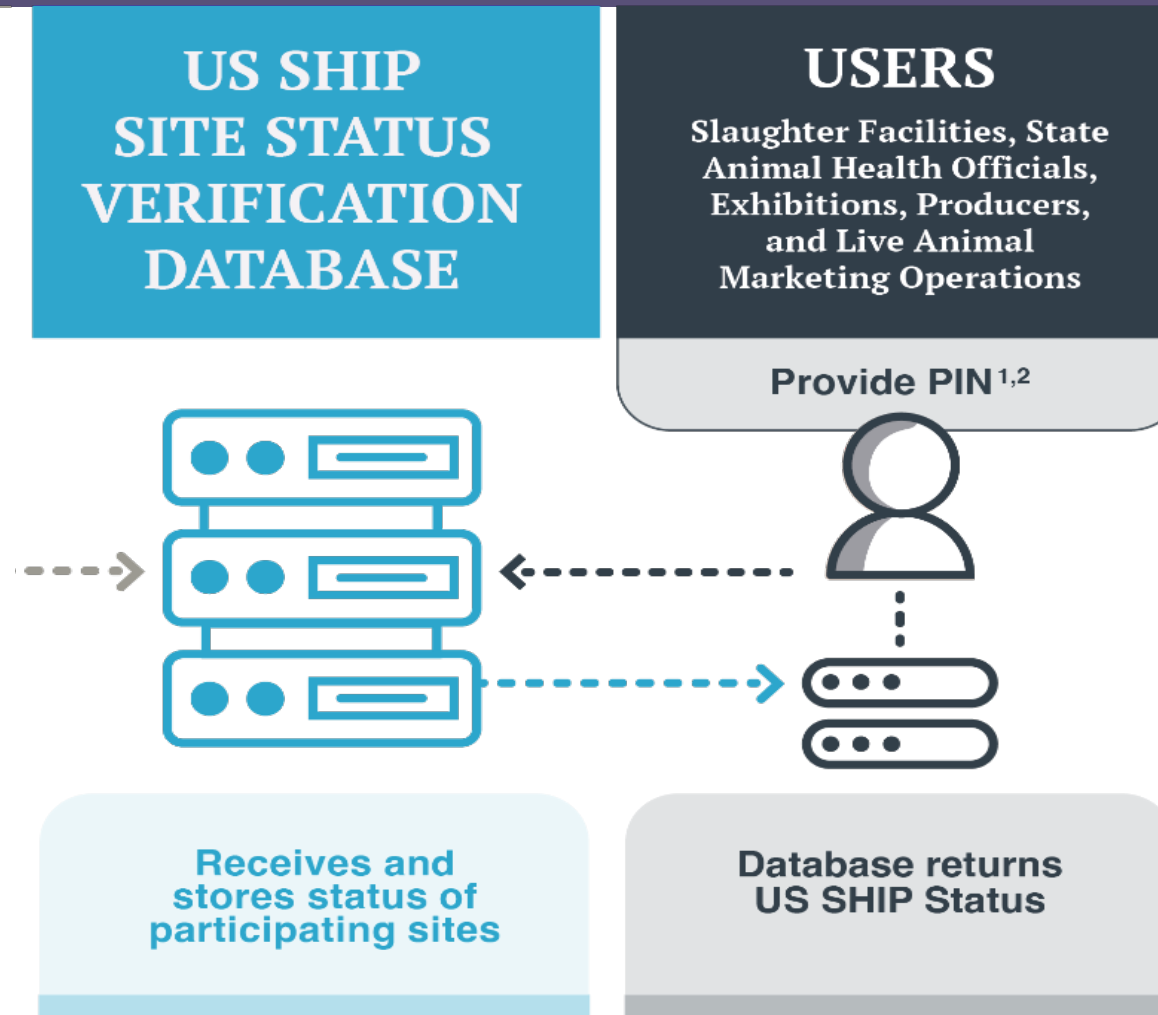 US SHIP
SITE STATUS
VERIFICATION
DATABASE
USERS
Slaughter Facilities, State
Animal Health Officials,
Exhibitions, Producers,
and Live Animal
Marketing Operations
Provide PIN¹,²
Receives and
stores status of
participating sites
Database returns
US SHIP Status